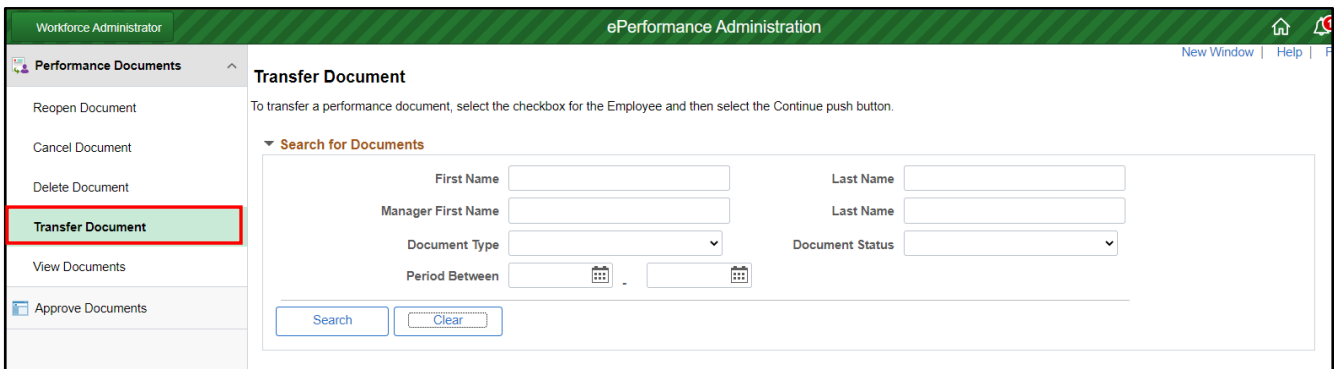 Workforce Administrator
ePerformance Administration
New Window | Help |
Performance Documents
Reopen Document
Cancel Document
Delete Document
Transfer Document
View Documents
Approve Documents
Transfer Document
To transfer a performance document, select the checkbox for the Employee and then select the Continue push button.
Search for Documents
First Name
Last Name
Manager First Name
Last Name
Document Type
Document Status
Period Between
-
Search
Clear